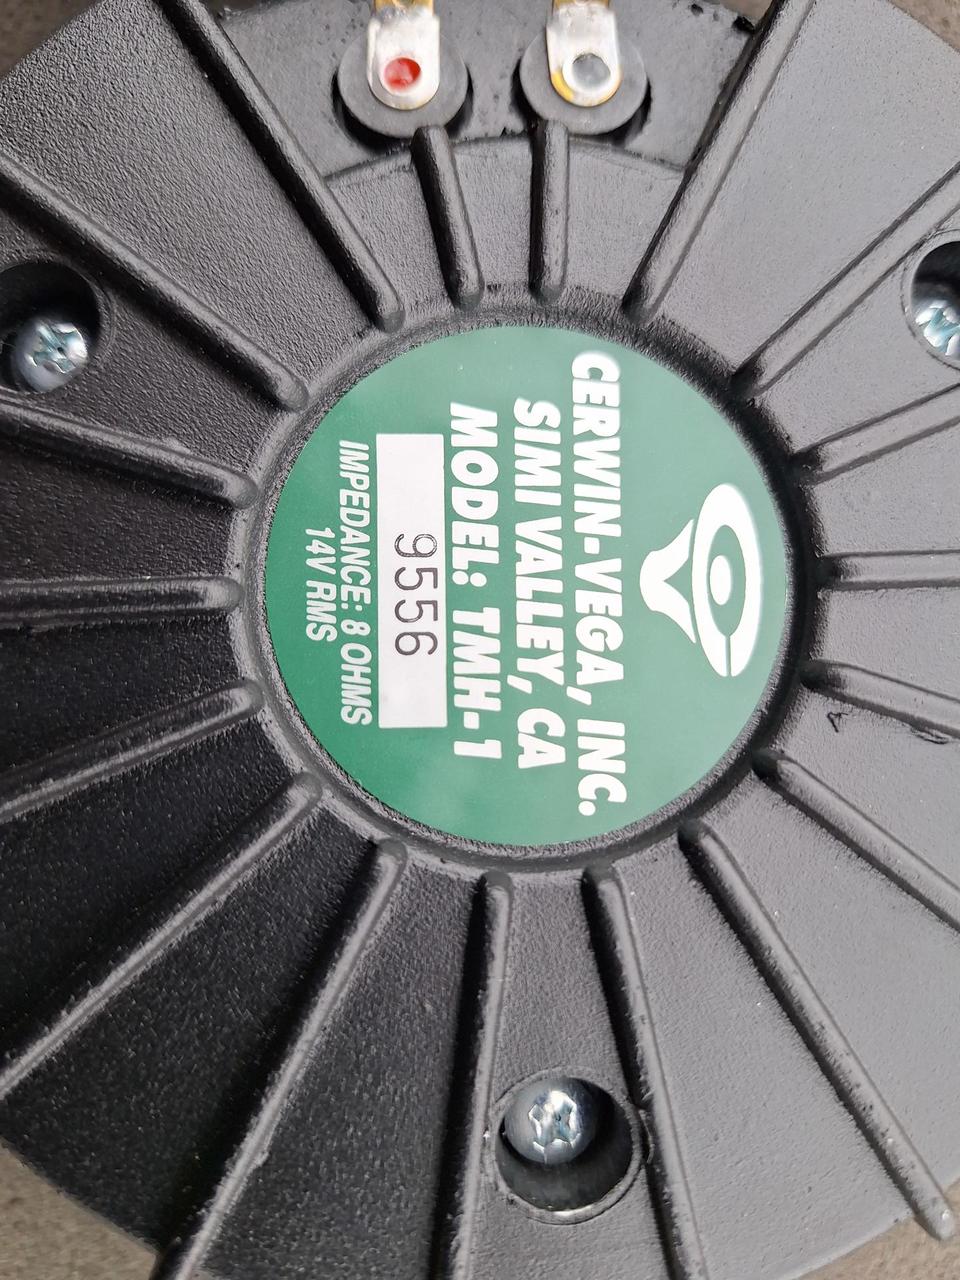 CERWIN-VEGA, INC.
SIMI VALLEY, CA
MODEL: TMH-1
9556
IMPEDANCE: 8 OHMS
14V RMS